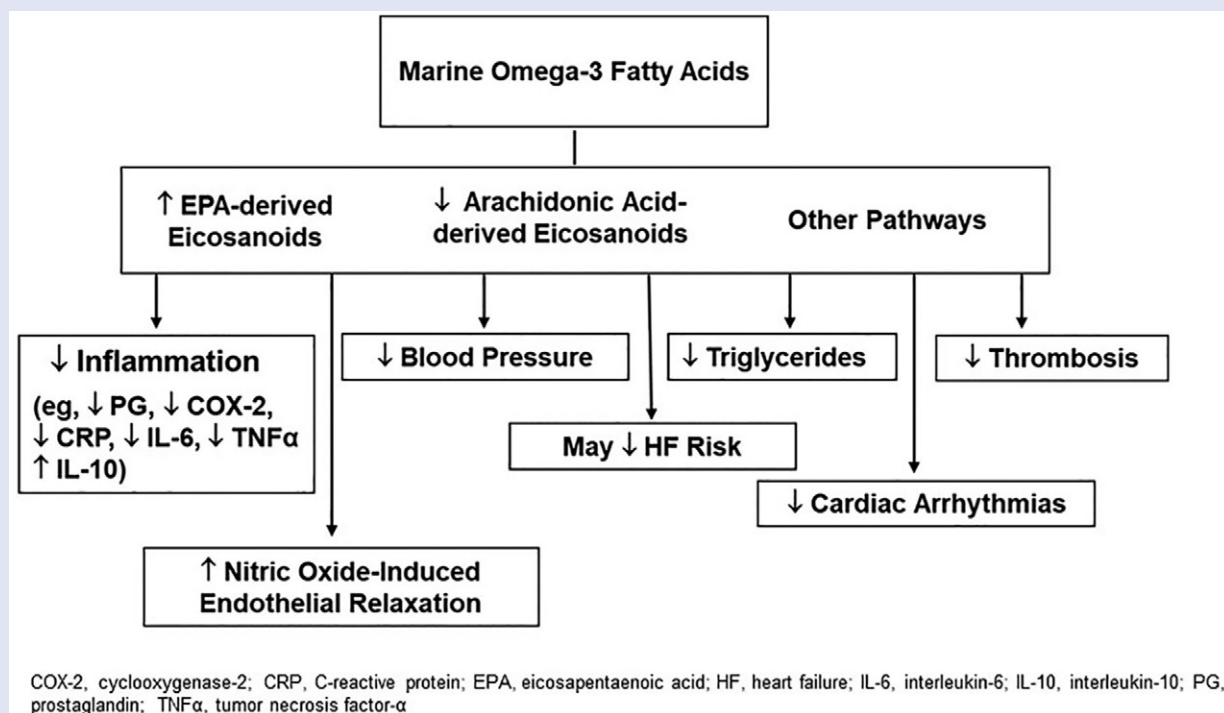 Marine Omega-3 Fatty Acids
↑ EPA-derived
Eicosanoids
↓ Arachidonic Acid-
derived Eicosanoids
Other Pathways
↓ Inflammation
(eg, ↓ PG, ↓ COX-2,
↓ CRP, ↓ IL-6, ↓ TNFα
↑ IL-10)
↓ Blood Pressure
↓ Triglycerides
↓ Thrombosis
May ↓ HF Risk
↓ Cardiac Arrhythmias
↑ Nitric Oxide-Induced
Endothelial Relaxation
COX-2, cyclooxygenase-2; CRP, C-reactive protein; EPA, eicosapentaenoic acid; HF, heart failure; IL-6, interleukin-6; IL-10, interleukin-10; PG,
prostaglandin; TNFα, tumor necrosis factor-α